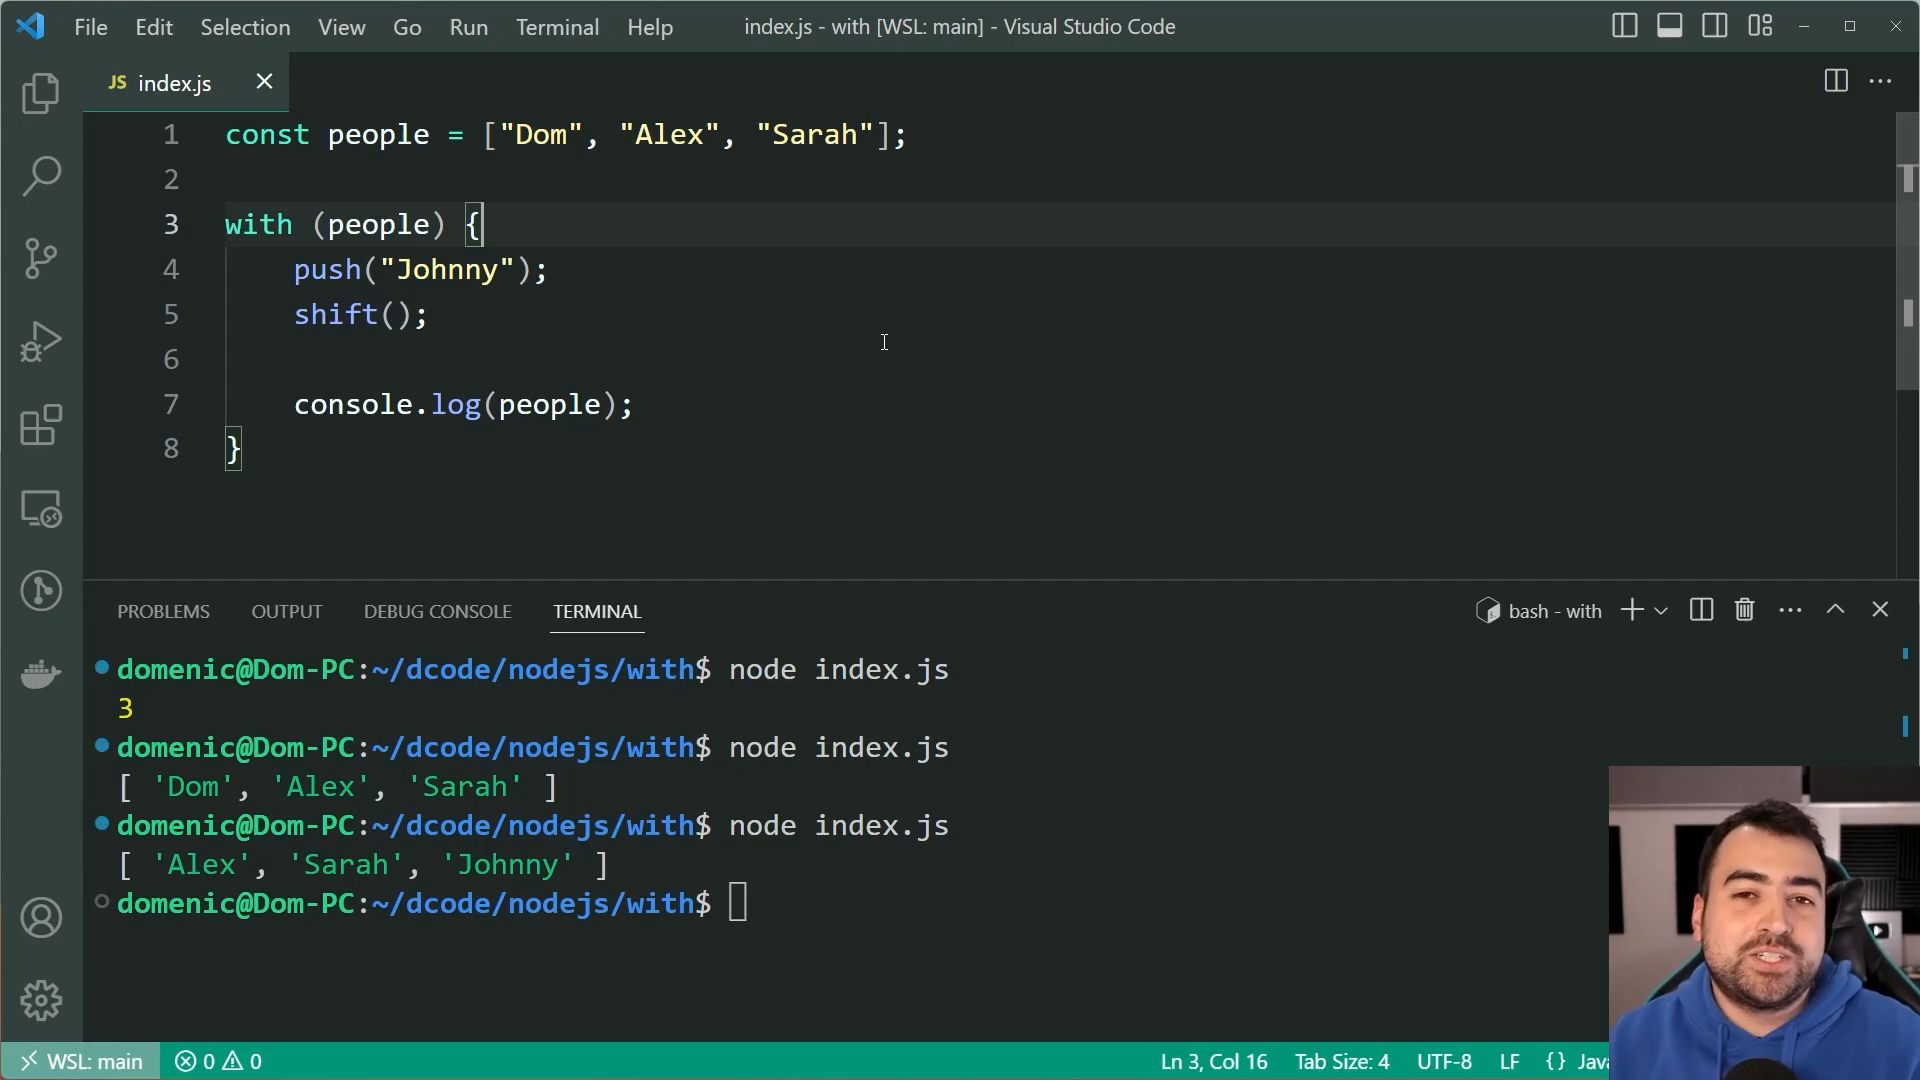 File Edit Selection View Go Run Terminal Help index.js - with [WSL: main] - Visual Studio Code
JS index.js
1 const people = ["Dom", "Alex", "Sarah"];
2
3 with (people) {
4 push("Johnny");
5 shift();
6
7 console.log(people);
8 }
PROBLEMS OUTPUT DEBUG CONSOLE TERMINAL bash - with
domenic@Dom-PC:~/dcode/nodejs/with$ node index.js
3
domenic@Dom-PC:~/dcode/nodejs/with$ node index.js
[ 'Dom', 'Alex', 'Sarah' ]
domenic@Dom-PC:~/dcode/nodejs/with$ node index.js
[ 'Alex', 'Sarah', 'Johnny' ]
domenic@Dom-PC:~/dcode/nodejs/with$
WSL: main 0 0 Ln 3, Col 16 Tab Size: 4 UTF-8 LF {} Java